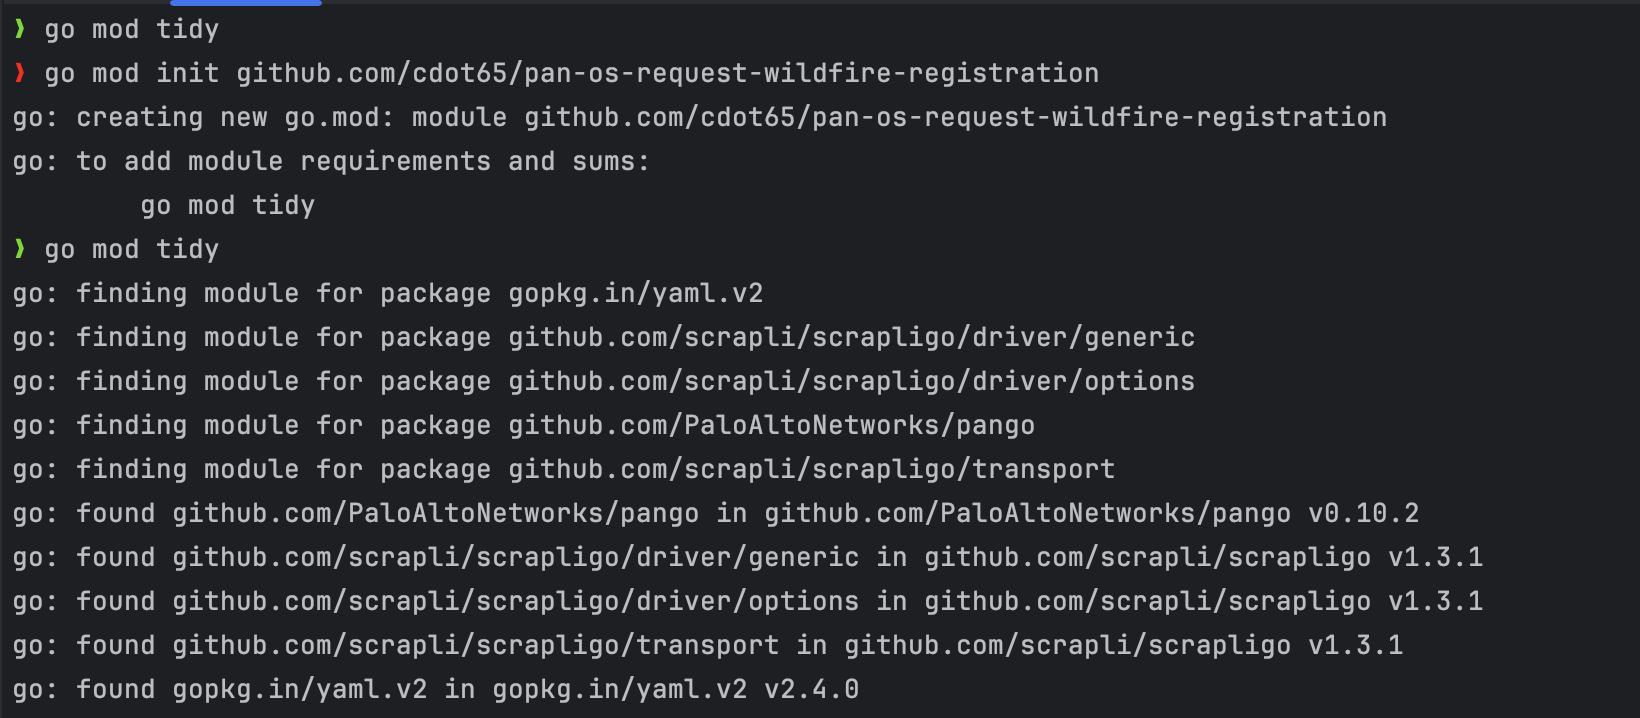 ❯ go mod tidy
❯ go mod init github.com/cdot65/pan-os-request-wildfire-registration
go: creating new go.mod: module github.com/cdot65/pan-os-request-wildfire-registration
go: to add module requirements and sums:
        go mod tidy
❯ go mod tidy
go: finding module for package gopkg.in/yaml.v2
go: finding module for package github.com/scrapli/scrapligo/driver/generic
go: finding module for package github.com/scrapli/scrapligo/driver/options
go: finding module for package github.com/PaloAltoNetworks/pango
go: finding module for package github.com/scrapli/scrapligo/transport
go: found github.com/PaloAltoNetworks/pango in github.com/PaloAltoNetworks/pango v0.10.2
go: found github.com/scrapli/scrapligo/driver/generic in github.com/scrapli/scrapligo v1.3.1
go: found github.com/scrapli/scrapligo/driver/options in github.com/scrapli/scrapligo v1.3.1
go: found github.com/scrapli/scrapligo/transport in github.com/scrapli/scrapligo v1.3.1
go: found gopkg.in/yaml.v2 in gopkg.in/yaml.v2 v2.4.0